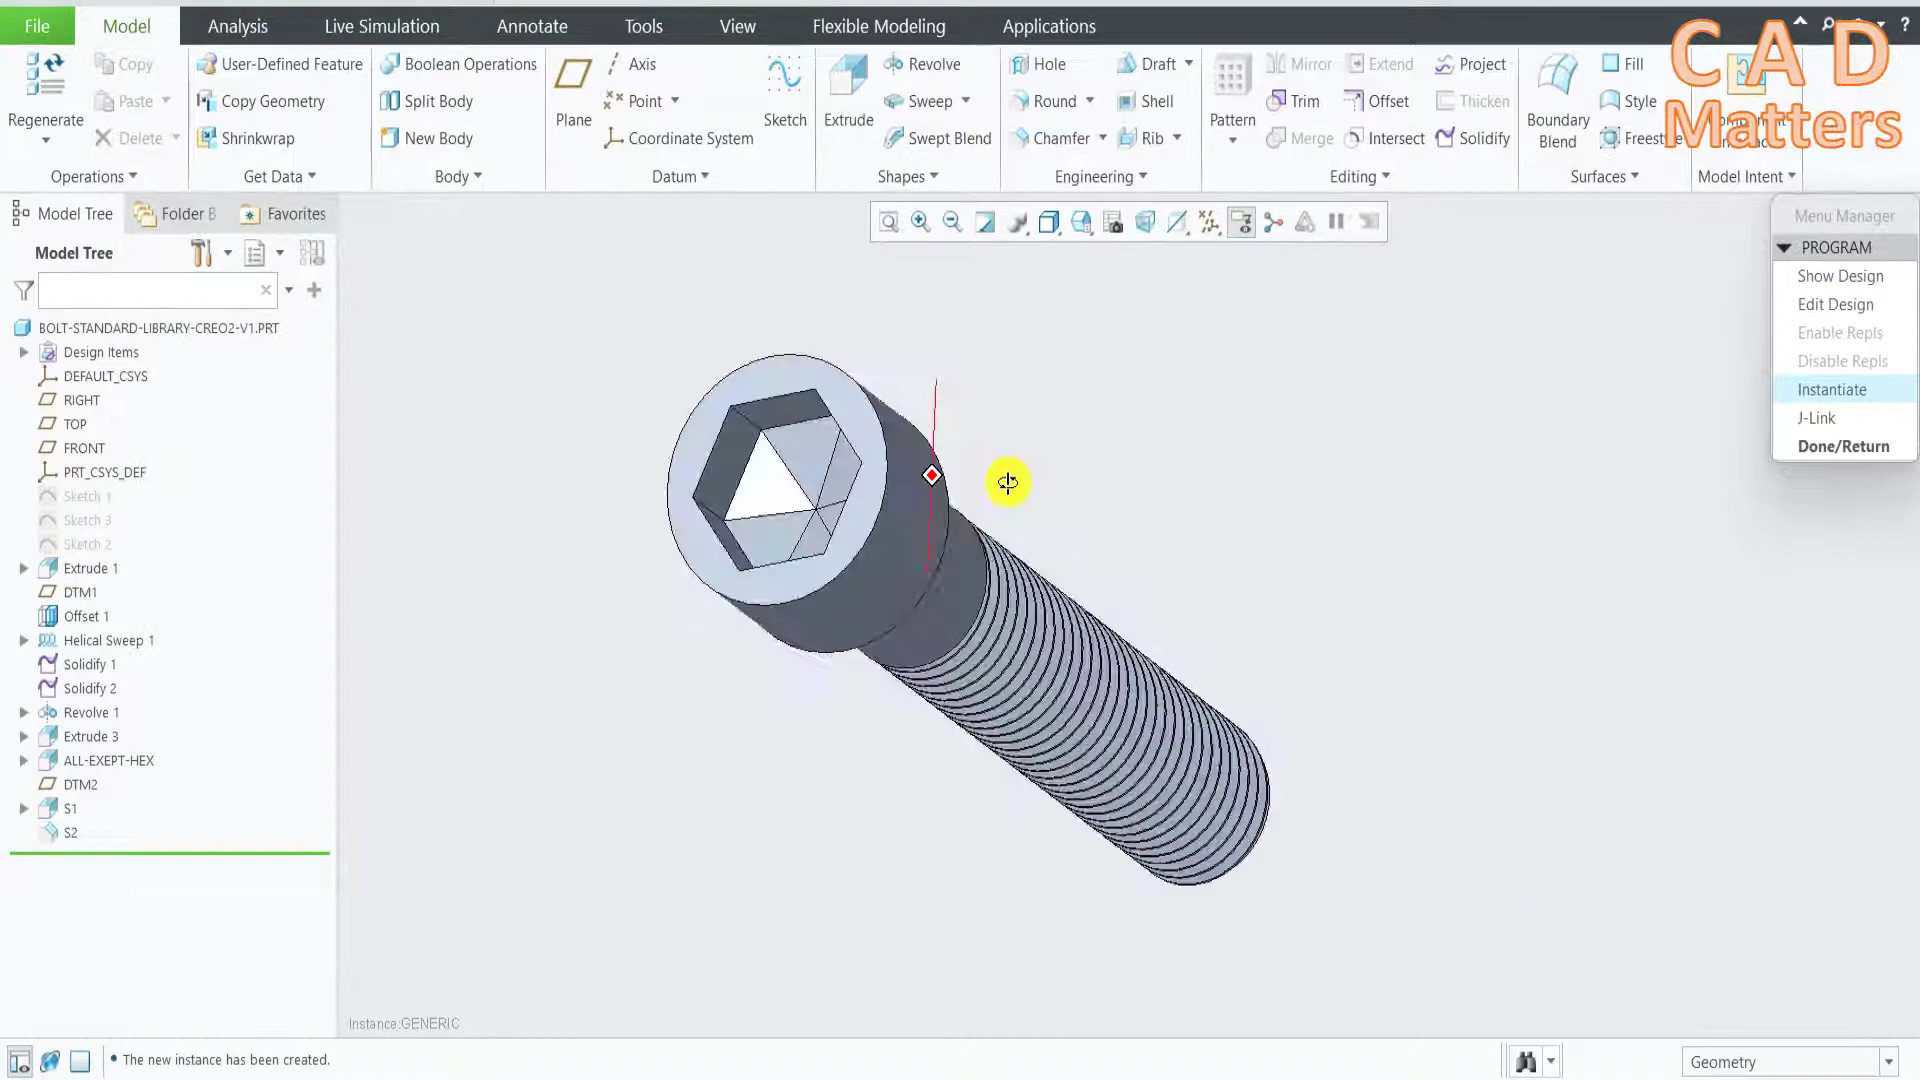 File Model Analysis Live Simulation Annotate Tools View Flexible Modeling Applications ?
CAD
Matters
Regenerate
Copy
Paste
Delete
Operations
User-Defined Feature
Copy Geometry
Shrinkwrap
Get Data
Boolean Operations
Split Body
New Body
Body
Plane
Axis
Point
Coordinate System
Sketch
Datum
Extrude
Revolve
Sweep
Swept Blend
Shapes
Hole
Round
Chamfer
Draft
Shell
Rib
Engineering
Pattern
Mirror
Extend
Project
Trim
Offset
Thicken
Merge
Intersect
Solidify
Editing
Boundary
Blend
Fill
Style
Surfaces
Model Intent
Model Tree Folder B Favorites
Model Tree
BOLT-STANDARD-LIBRARY-CREO2-V1.PRT
Design Items
DEFAULT_CSYS
RIGHT
TOP
FRONT
PRT_CSYS_DEF
Sketch 1
Sketch 3
Sketch 2
Extrude 1
DTM1
Offset 1
Helical Sweep 1
Solidify 1
Solidify 2
Revolve 1
Extrude 3
ALL-EXEPT-HEX
DTM2
S1
S2
Menu Manager
PROGRAM
Show Design
Edit Design
Enable Repls
Disable Repls
Instantiate
J-Link
Done/Return
Instance:GENERIC
• The new instance has been created.
Geometry